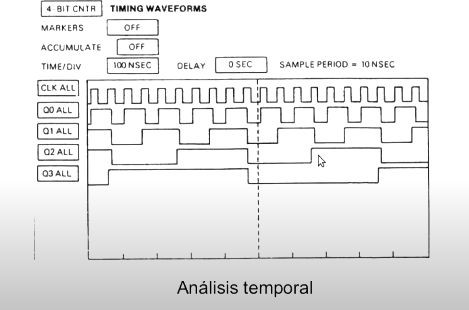 4-BIT CNTR TIMING WAVEFORMS
MARKERS OFF
ACCUMULATE OFF
TIME/DIV 100 NSEC DELAY 0 SEC SAMPLE PERIOD = 10 NSEC
CLK ALL
Q0 ALL
Q1 ALL
Q2 ALL
Q3 ALL
Análisis temporal